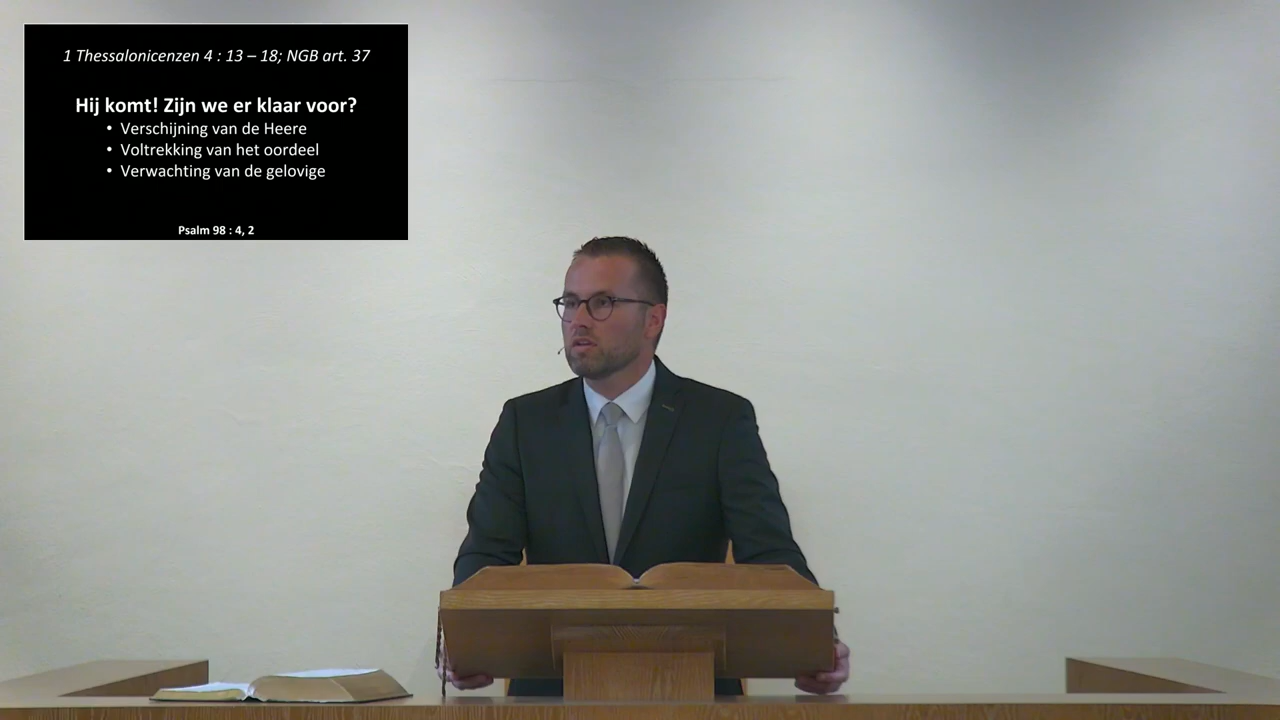 1 Thessalonicenzen 4 : 13 – 18; NGB art. 37
Hij komt! Zijn we er klaar voor?
• Verschijning van de Heere
• Voltrekking van het oordeel
• Verwachting van de gelovige
Psalm 98 : 4, 2